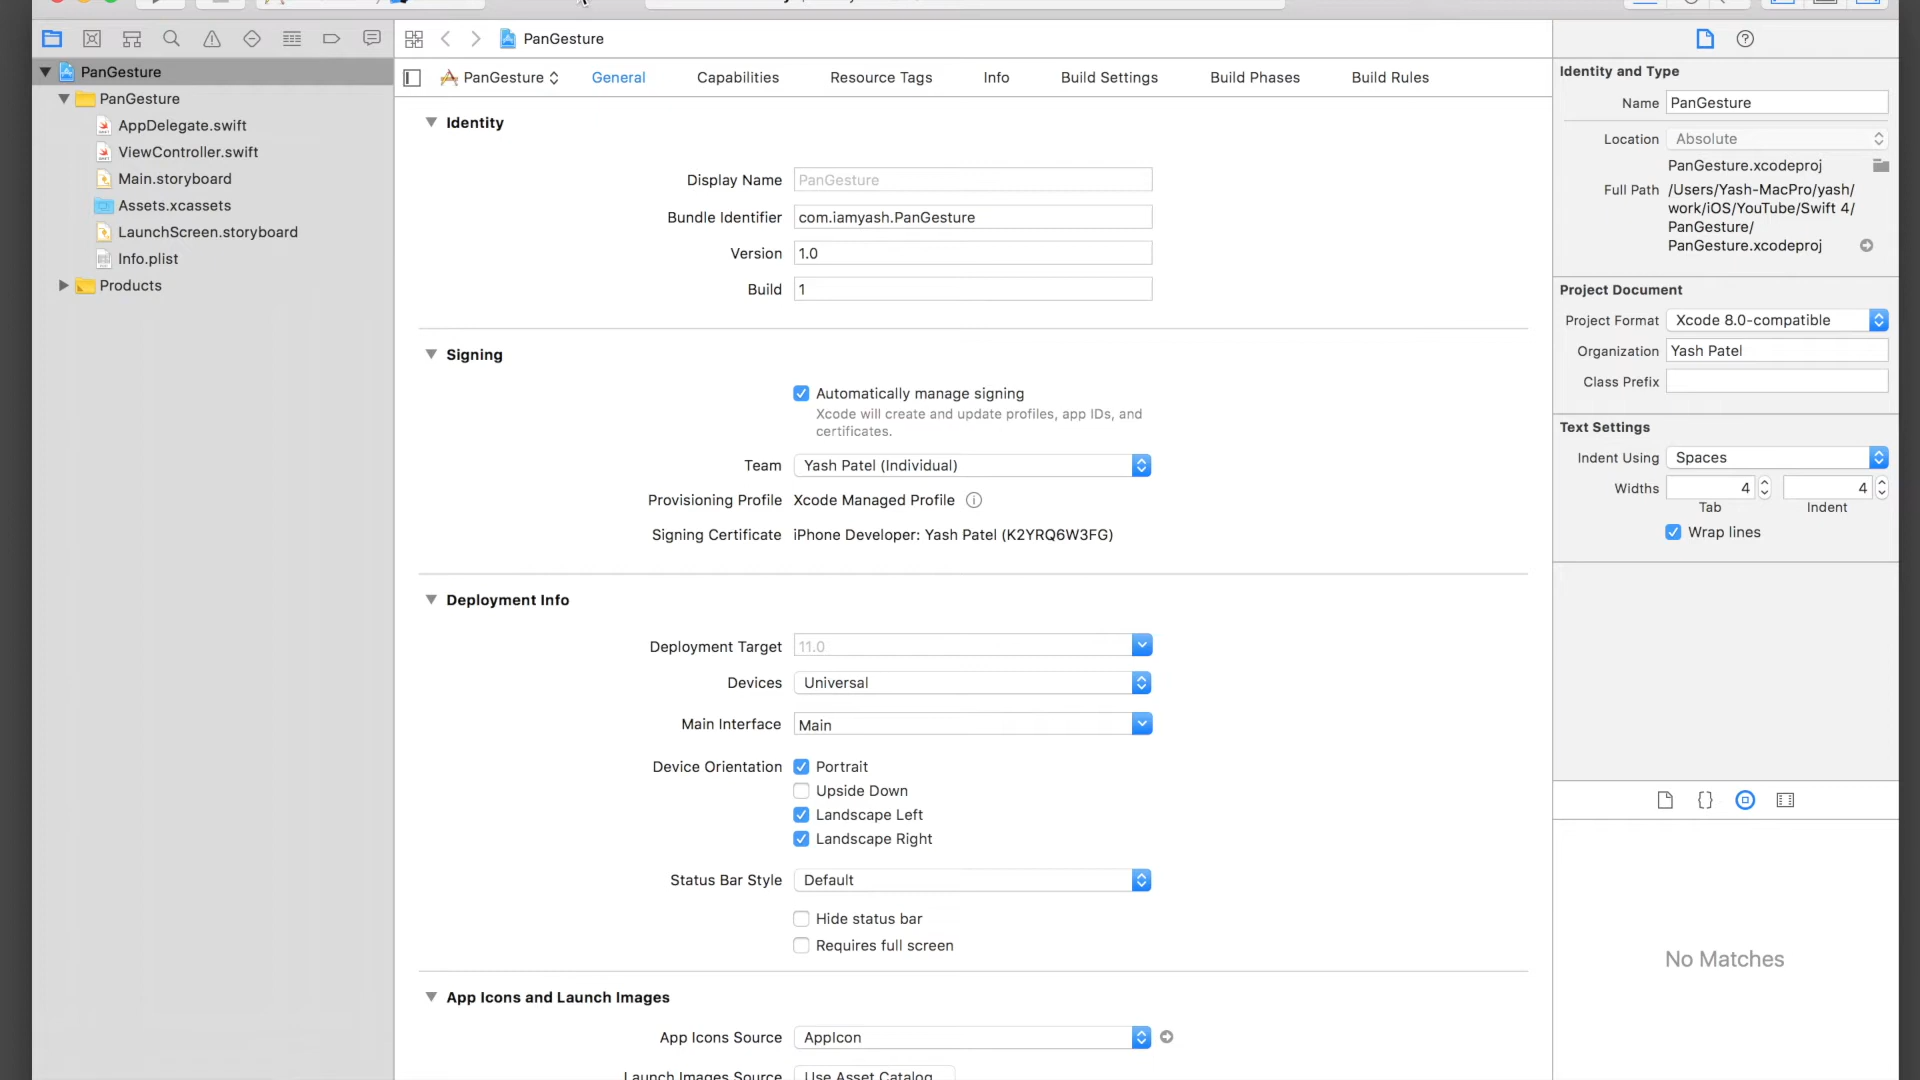 PanGesture
PanGesture
PanGesture
AppDelegate.swift
ViewController.swift
Main.storyboard
Assets.xcassets
LaunchScreen.storyboard
Info.plist
Products
PanGesture
General
Capabilities
Resource Tags
Info
Build Settings
Build Phases
Build Rules
Identity
Display Name
PanGesture
Bundle Identifier
com.iamyash.PanGesture
Version
1.0
Build
1
Signing
Automatically manage signing
Xcode will create and update profiles, app IDs, and
certificates.
Team
Yash Patel (Individual)
Provisioning Profile
Xcode Managed Profile
Signing Certificate
iPhone Developer: Yash Patel (K2YRQ6W3FG)
Deployment Info
Deployment Target
11.0
Devices
Universal
Main Interface
Main
Device Orientation
Portrait
Upside Down
Landscape Left
Landscape Right
Status Bar Style
Default
Hide status bar
Requires full screen
App Icons and Launch Images
App Icons Source
AppIcon
Launch Images Source
Use Asset Catalog
Identity and Type
Name
PanGesture
Location
Absolute
PanGesture.xcodeproj
Full Path
/Users/Yash-MacPro/yash/
work/iOS/YouTube/Swift 4/
PanGesture/
PanGesture.xcodeproj
Project Document
Project Format
Xcode 8.0-compatible
Organization
Yash Patel
Class Prefix
Text Settings
Indent Using
Spaces
Widths
4
4
Tab
Indent
Wrap lines
No Matches